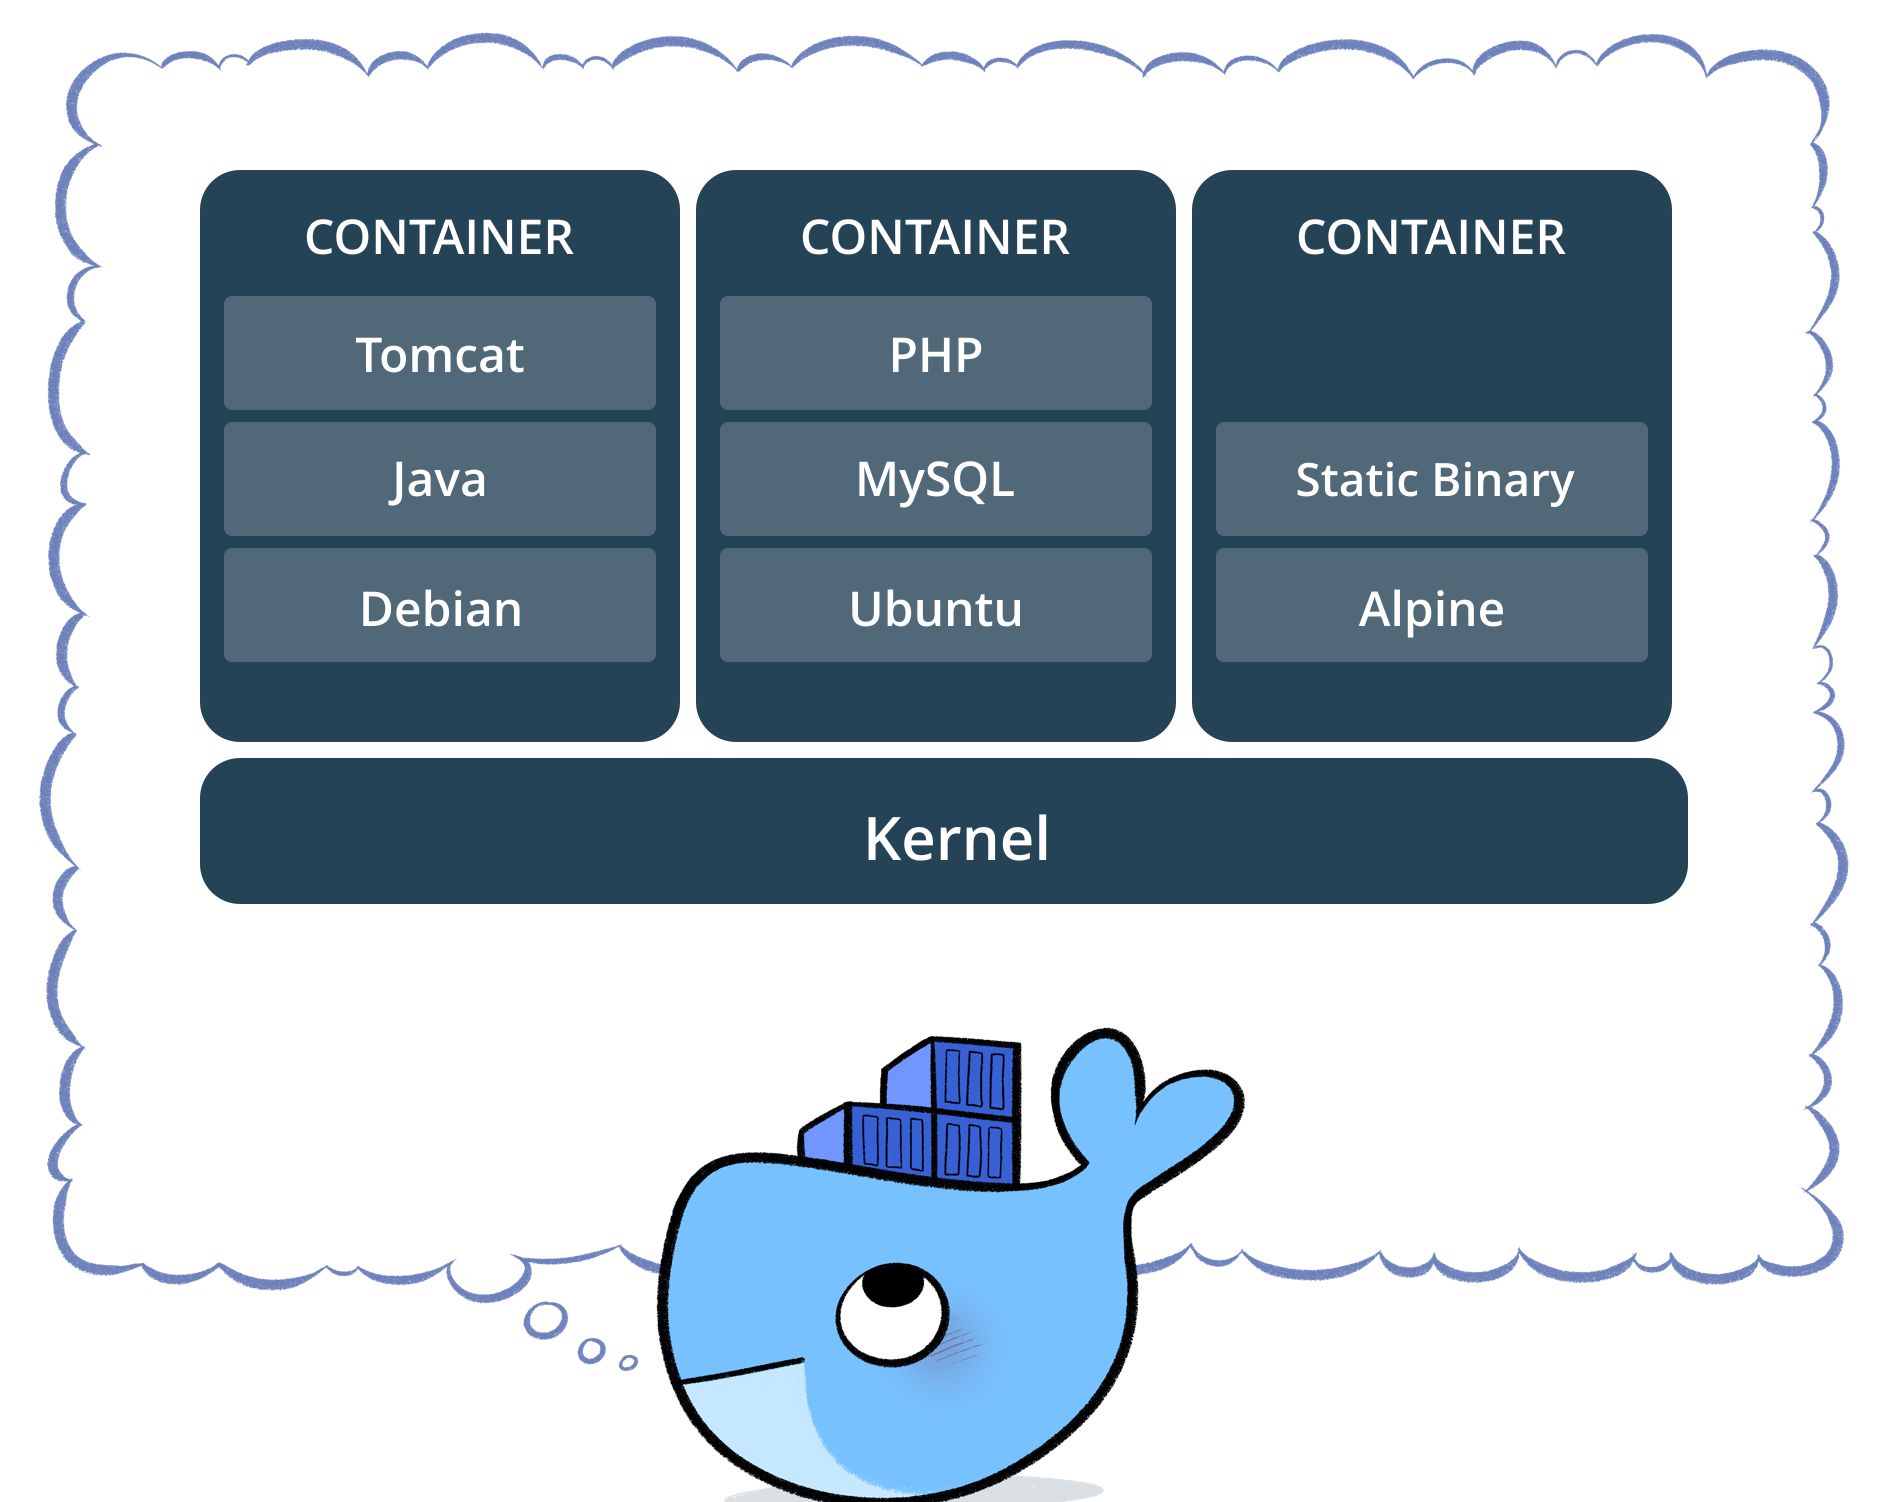 CONTAINER
Tomcat
Java
Debian
CONTAINER
PHP
MySQL
Ubuntu
CONTAINER
Static Binary
Alpine
Kernel